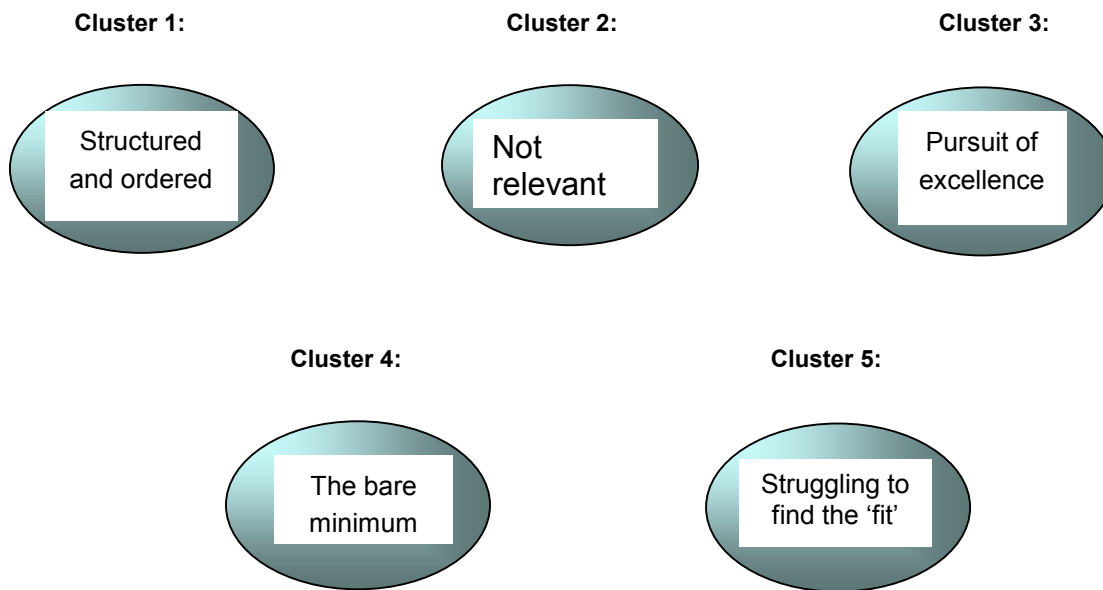 Cluster 1:
Cluster 2:
Cluster 3:
Structured
and ordered
Not
relevant
Pursuit of
excellence
Cluster 4:
Cluster 5:
The bare
minimum
Struggling to
find the ‘fit’